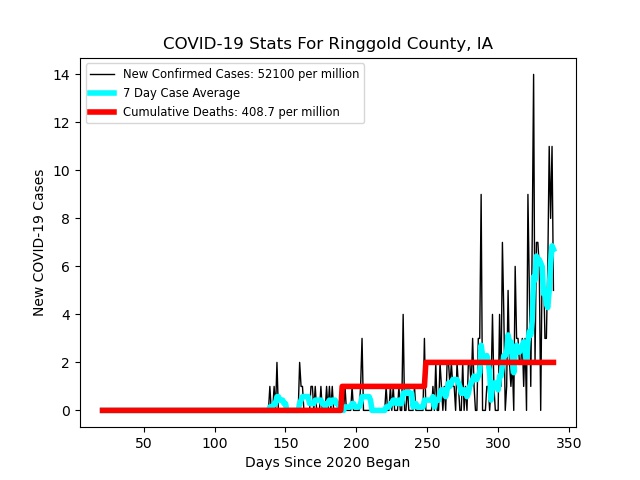 COVID-19 Stats For Ringgold County, IA
New Confirmed Cases: 52100 per million
7 Day Case Average
Cumulative Deaths: 408.7 per million
New COVID-19 Cases
14
12
10
8
6
4
2
0
50 100 150 200 250 300 350
Days Since 2020 Began